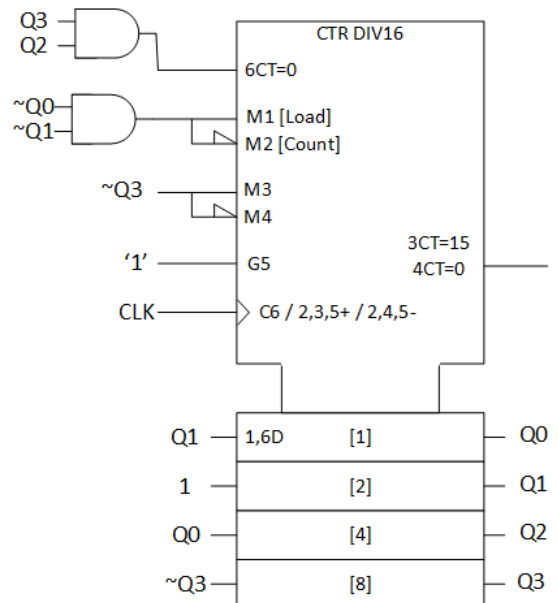 Q3
Q2
CTR DIV16
6CT=0
~Q0
~Q1
M1 [Load]
M2 [Count]
~Q3
M3
M4
3CT=15
4CT=0
‘1’
G5
CLK
C6 / 2,3,5+ / 2,4,5-
Q1 1,6D [1] Q0
1 [2] Q1
Q0 [4] Q2
~Q3 [8] Q3